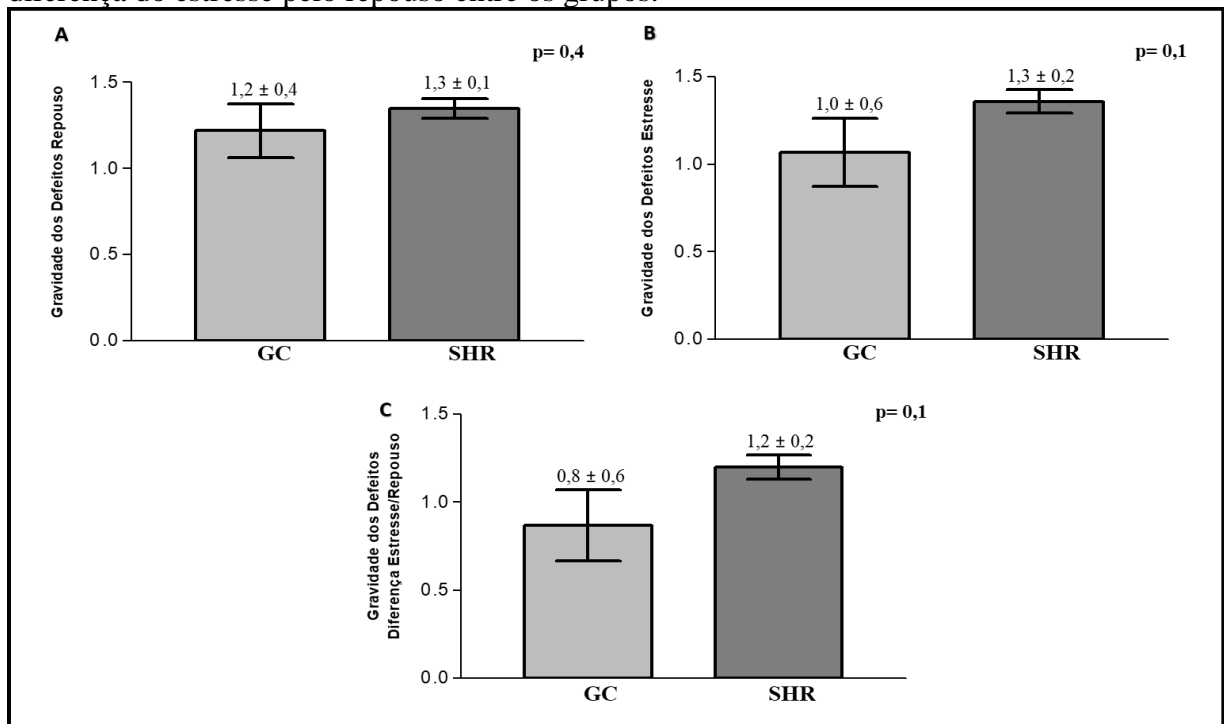 diferença do estresse pelo repouso entre os grupos.
A
p= 0,4
Gravidade dos Defeitos Repouso
1.5
1.0
0.5
0.0
1,2 ± 0,4
1,3 ± 0,1
GC
SHR
B
p= 0,1
Gravidade dos Defeitos Estresse
1.5
1.0
0.5
0.0
1,0 ± 0,6
1,3 ± 0,2
GC
SHR
C
p= 0,1
Gravidade dos Defeitos
Diferença Estresse/Repouso
1.5
1.0
0.5
0.0
0,8 ± 0,6
1,2 ± 0,2
GC
SHR